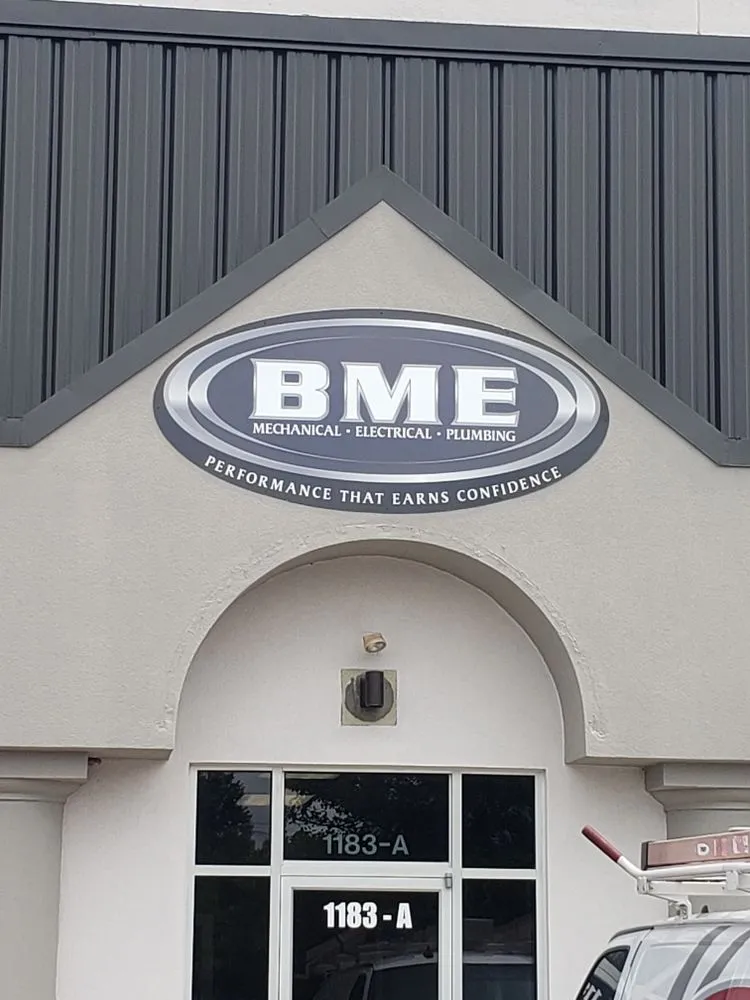 BME
MECHANICAL • ELECTRICAL • PLUMBING
PERFORMANCE THAT EARNS CONFIDENCE
1183-A
1183 - A